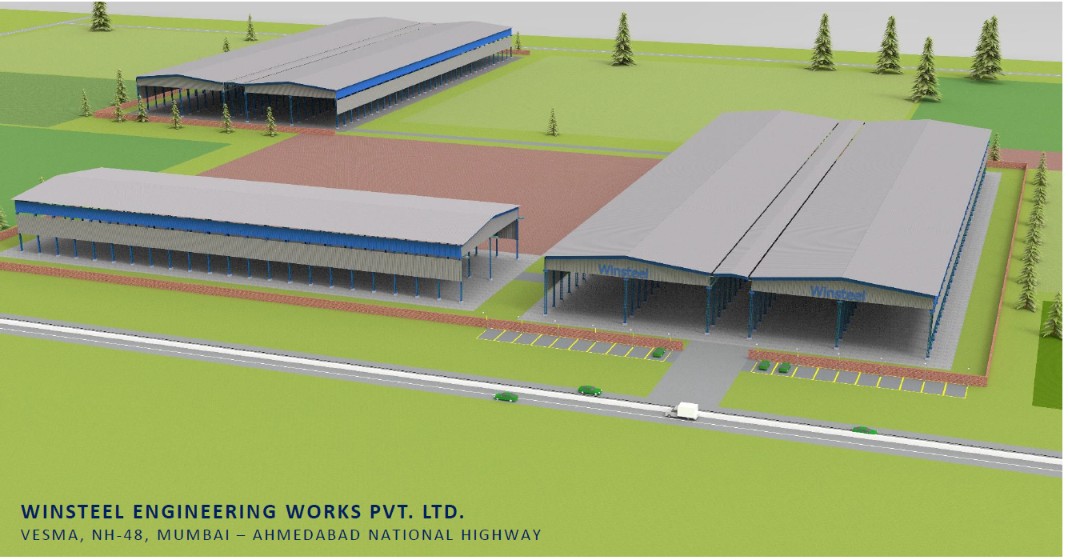 Winsteel
Winsteel
WINSTEEL ENGINEERING WORKS PVT. LTD.
VESMA, NH-48, MUMBAI – AHMEDABAD NATIONAL HIGHWAY